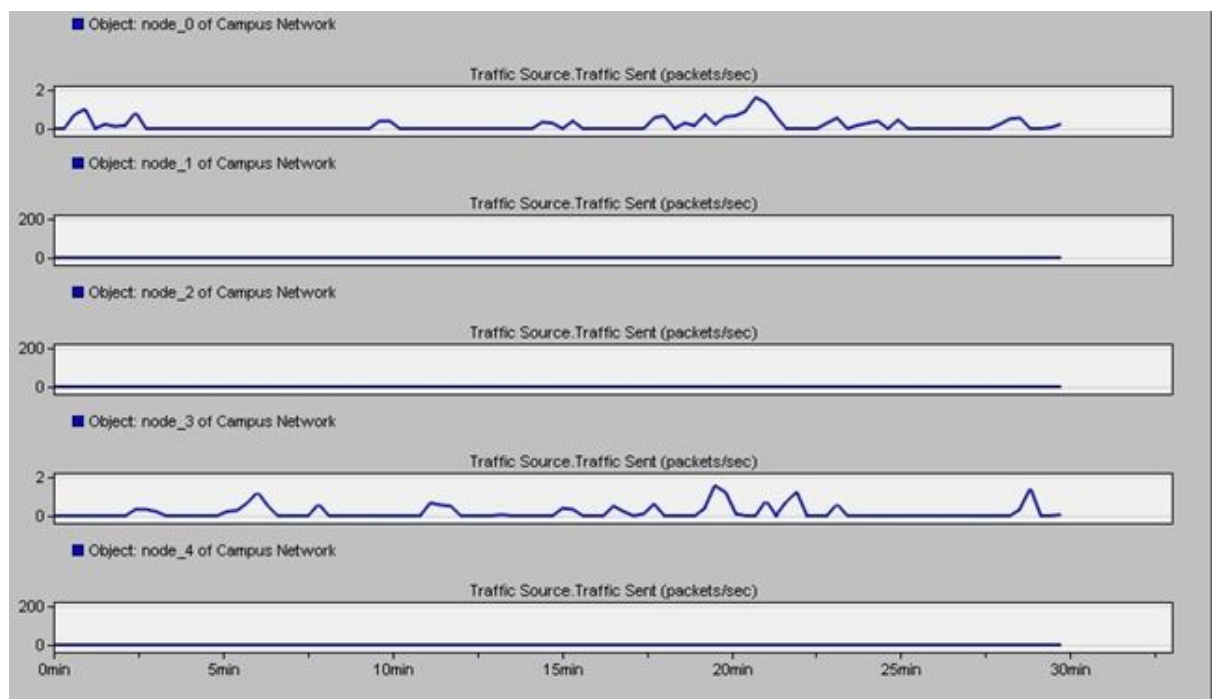 Object: node_0 of Campus Network
Traffic Source.Traffic Sent (packets/sec)
2
0
Object: node_1 of Campus Network
Traffic Source.Traffic Sent (packets/sec)
200
0
Object: node_2 of Campus Network
Traffic Source.Traffic Sent (packets/sec)
200
0
Object: node_3 of Campus Network
Traffic Source.Traffic Sent (packets/sec)
2
0
Object: node_4 of Campus Network
Traffic Source.Traffic Sent (packets/sec)
200
0
0min 5min 10min 15min 20min 25min 30min